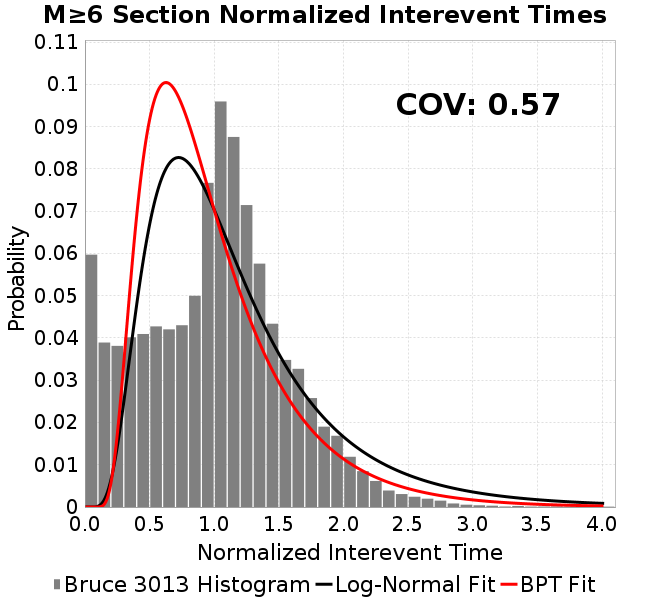 M≥6 Section Normalized Interevent Times
COV: 0.57
Probability
0.11
0.1
0.09
0.08
0.07
0.06
0.05
0.04
0.03
0.02
0.01
0
0.0 0.5 1.0 1.5 2.0 2.5 3.0 3.5 4.0
Normalized Interevent Time
Bruce 3013 Histogram Log-Normal Fit BPT Fit